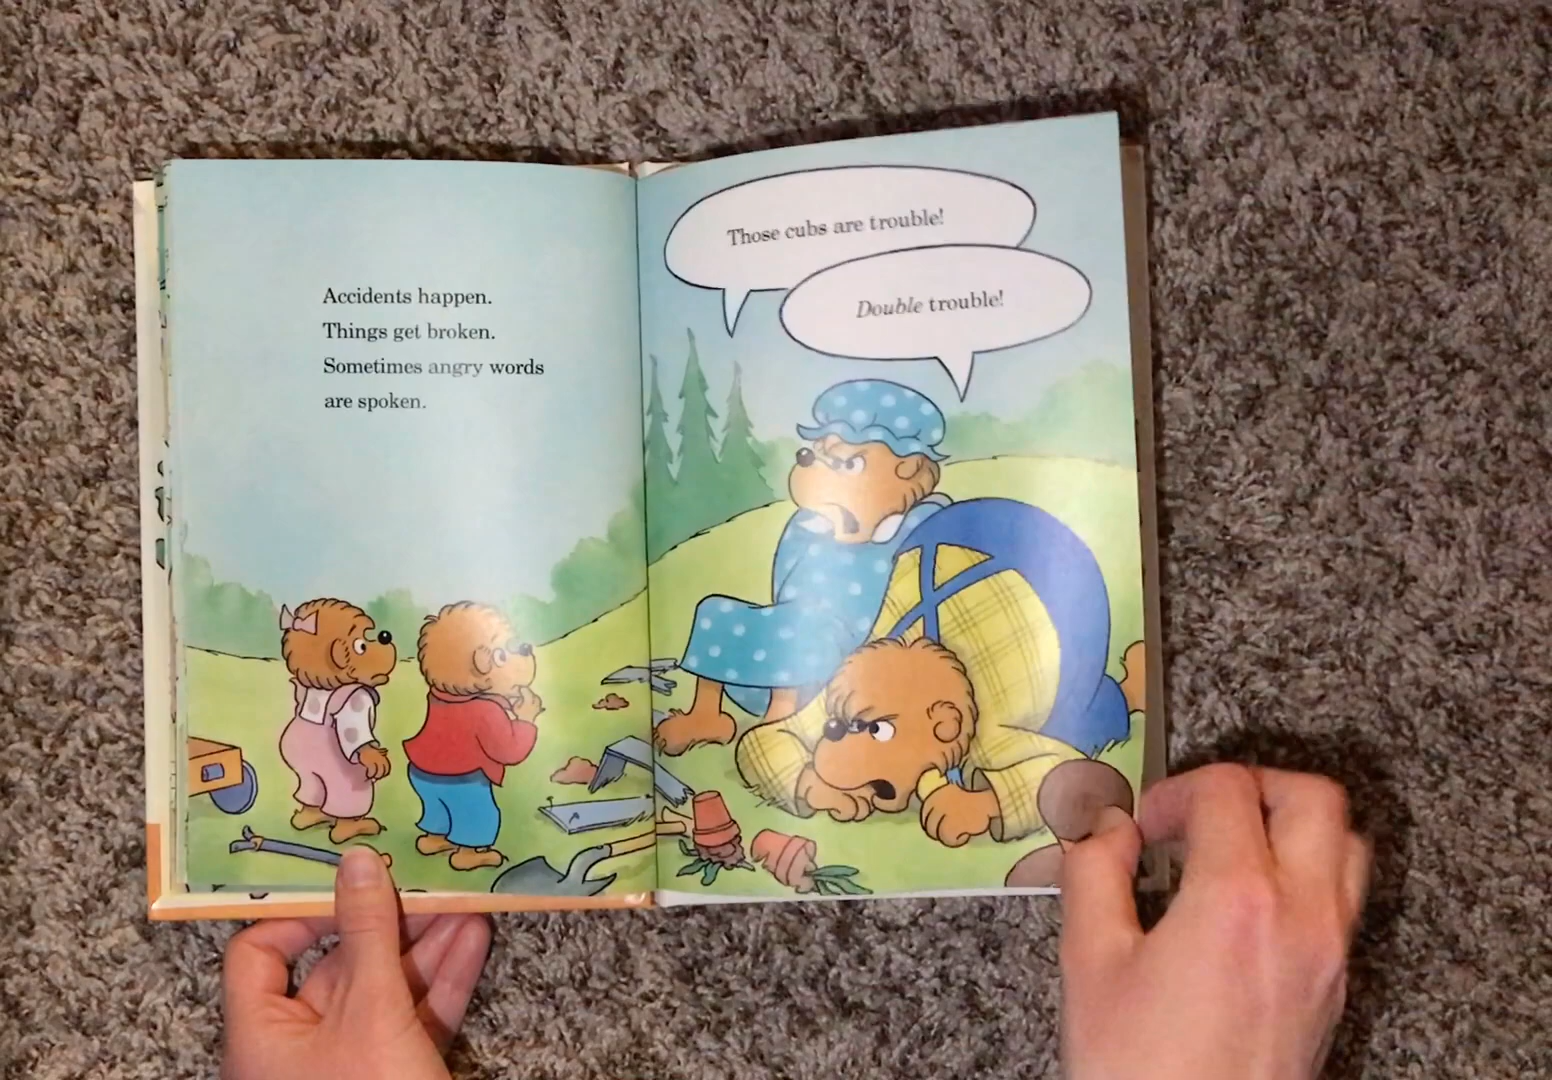 Accidents happen.
Things get broken.
Sometimes angry words
are spoken.
Those cubs are trouble!
Double trouble!